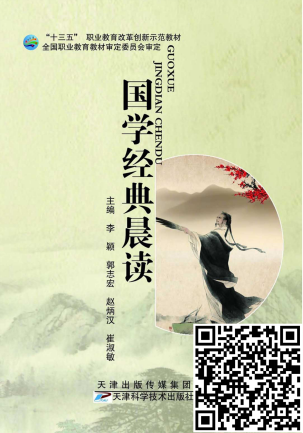 “十三五” 职业教育改革创新示范教材
全国职业教育教材审定委员会审定
GUOXUE
JINGDIAN CHENDU
国学经典晨读
主编 李颖 郭志宏 赵炳汉 崔淑敏
天津出版传媒集团
天津科学技术出版社